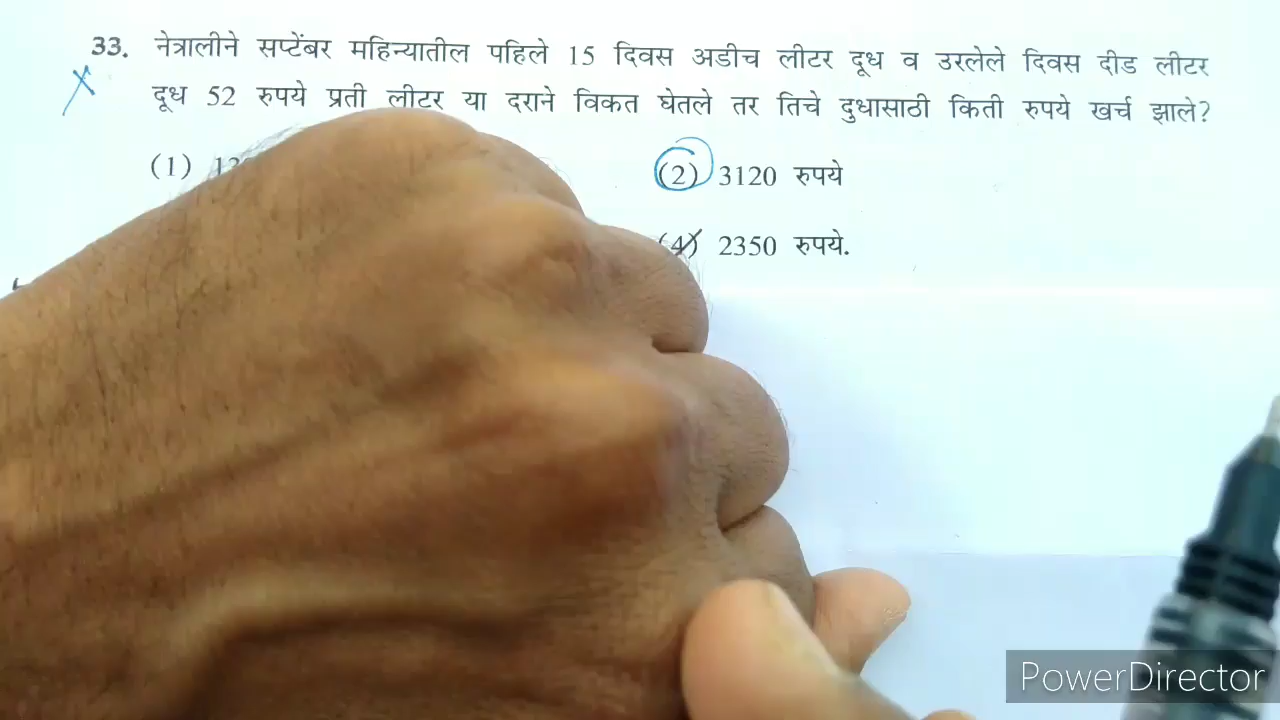 33. नेत्रालीने सप्टेंबर महिन्यातील पहिले 15 दिवस अडीच लीटर दूध व उरलेले दिवस दीड लीटर
दूध 52 रुपये प्रती लीटर या दराने विकत घेतले तर तिचे दुधासाठी किती रुपये खर्च झाले?
(1) (2) 3120 रुपये
(4) 2350 रुपये.
PowerDirector